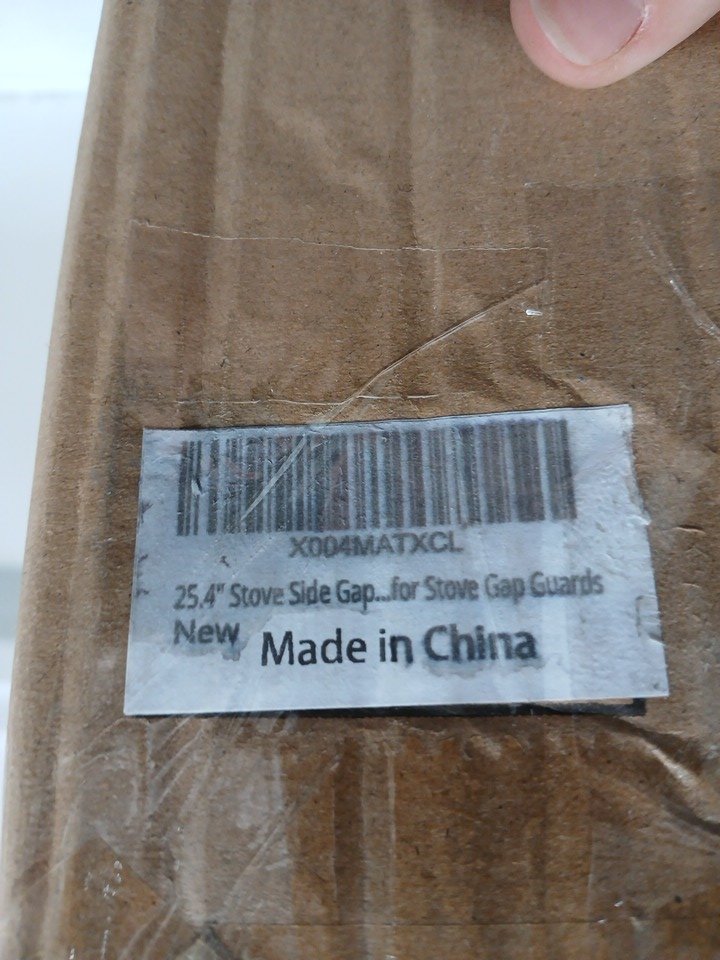 X004MATXCL
25.4" Stove Side Gap...for Stove Gap Guards
New
Made in China